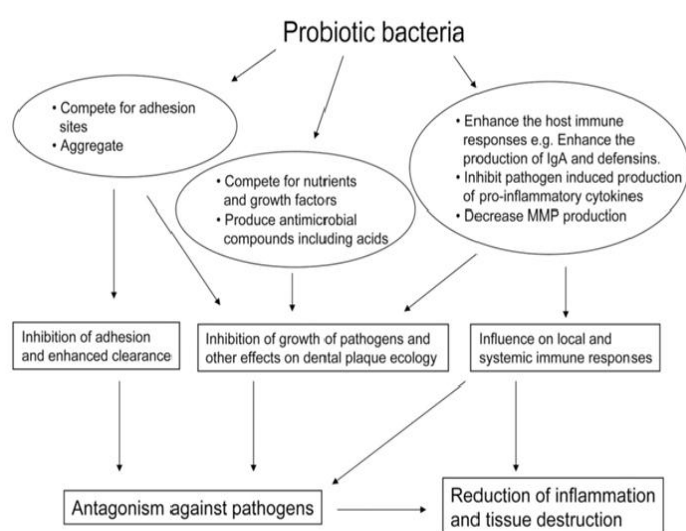 Probiotic bacteria
• Compete for adhesion
sites
• Aggregate
• Compete for nutrients
and growth factors
• Produce antimicrobial
compounds including acids
• Enhance the host immune
responses e.g. Enhance the
production of IgA and defensins.
• Inhibit pathogen induced production
of pro-inflammatory cytokines
• Decrease MMP production
Inhibition of adhesion
and enhanced clearance
Inhibition of growth of pathogens and
other effects on dental plaque ecology
Influence on local and
systemic immune responses
Antagonism against pathogens
Reduction of inflammation
and tissue destruction